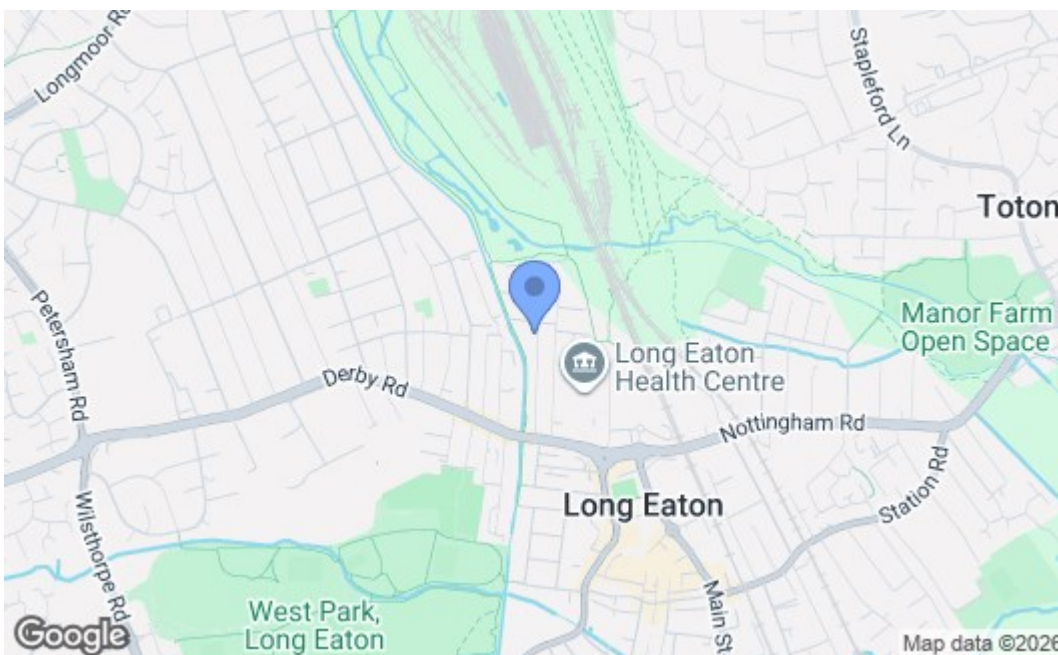 Longmoor Rd
Stapleford Ln
Toton
Petersham Rd
Manor Farm
Open Space
Long Eaton
Health Centre
Derby Rd
Nottingham Rd
Long Eaton
Station Rd
Wilsthorpe Rd
Main St
West Park,
Long Eaton
Google
Map data ©2026